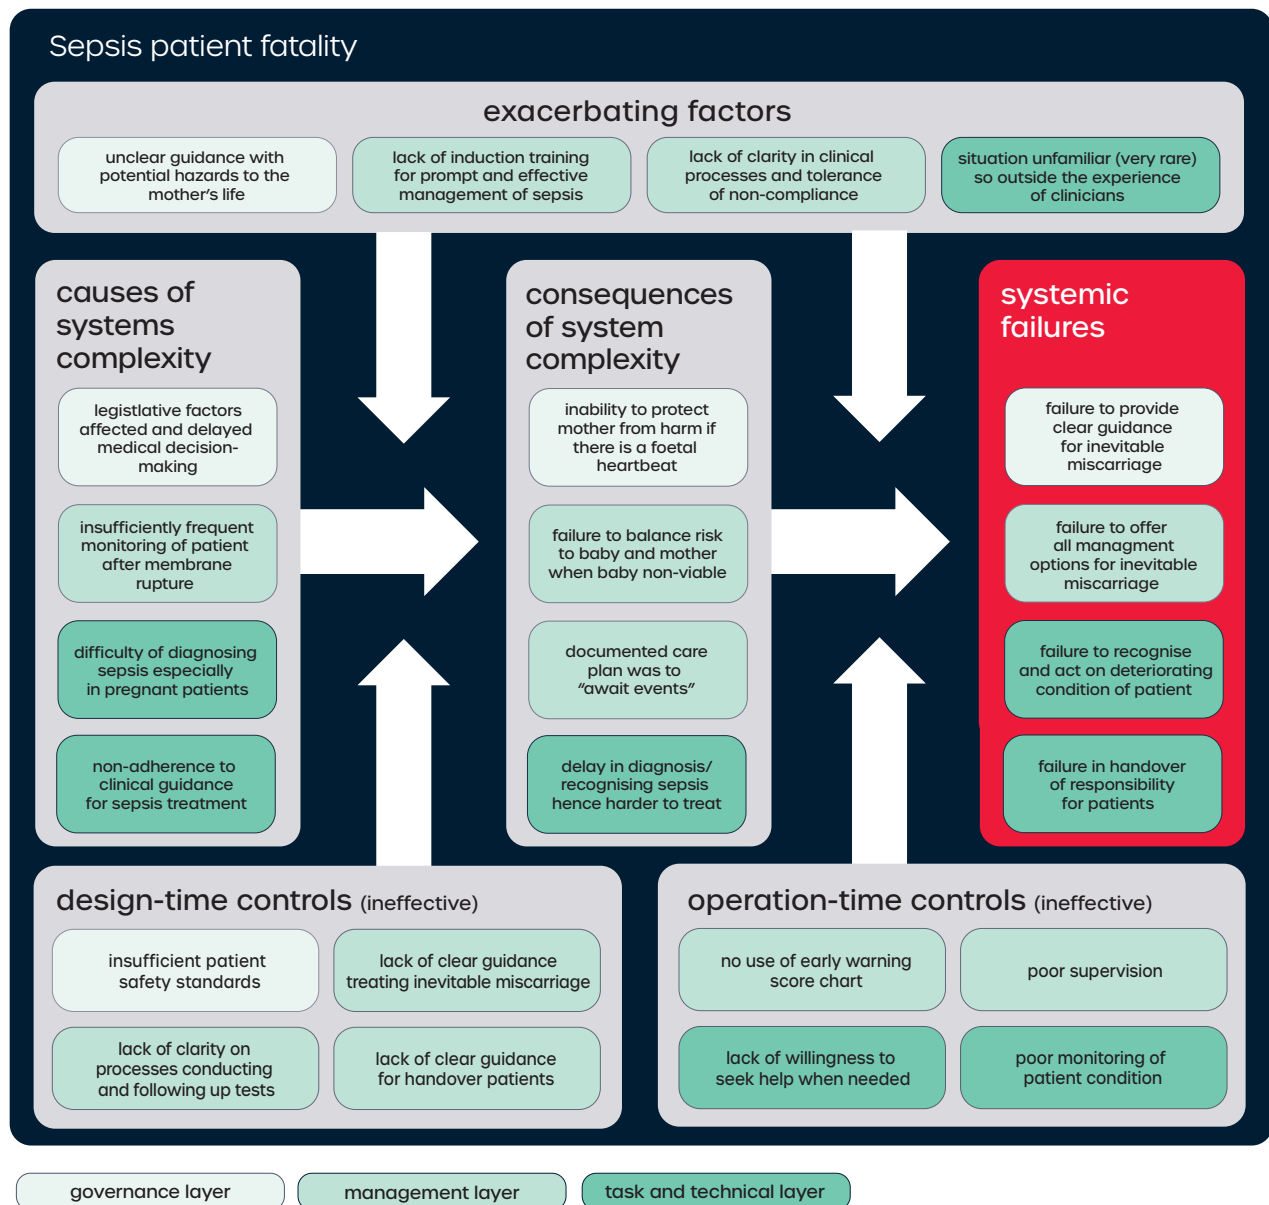 Sepsis patient fatality
exacerbating factors
unclear guidance with
potential hazards to the
mother's life
lack of induction training
for prompt and effective
management of sepsis
lack of clarity in clinical
processes and tolerance
of non-compliance
situation unfamiliar (very rare)
so outside the experience
of clinicians
causes of
systems
complexity
legistlative factors
affected and delayed
medical decision-
making
insufficiently frequent
monitoring of patient
after membrane
rupture
difficulty of diagnosing
sepsis especially
in pregnant patients
non-adherence to
clinical guidance
for sepsis treatment
consequences
of system
complexity
inability to protect
mother from harm if
there is a foetal
heartbeat
failure to balance risk
to baby and mother
when baby non-viable
documented care
plan was to
“await events”
delay in diagnosis/
recognising sepsis
hence harder to treat
systemic
failures
failure to provide
clear guidance
for inevitable
miscarriage
failure to offer
all managment
options for inevitable
miscarriage
failure to recognise
and act on deteriorating
condition of patient
failure in handover
of responsibility
for patients
design-time controls (ineffective)
insufficient patient
safety standards
lack of clear guidance
treating inevitable miscarriage
lack of clarity on
processes conducting
and following up tests
lack of clear guidance
for handover patients
operation-time controls (ineffective)
no use of early warning
score chart
poor supervision
lack of willingness to
seek help when needed
poor monitoring of
patient condition
governance layer
management layer
task and technical layer